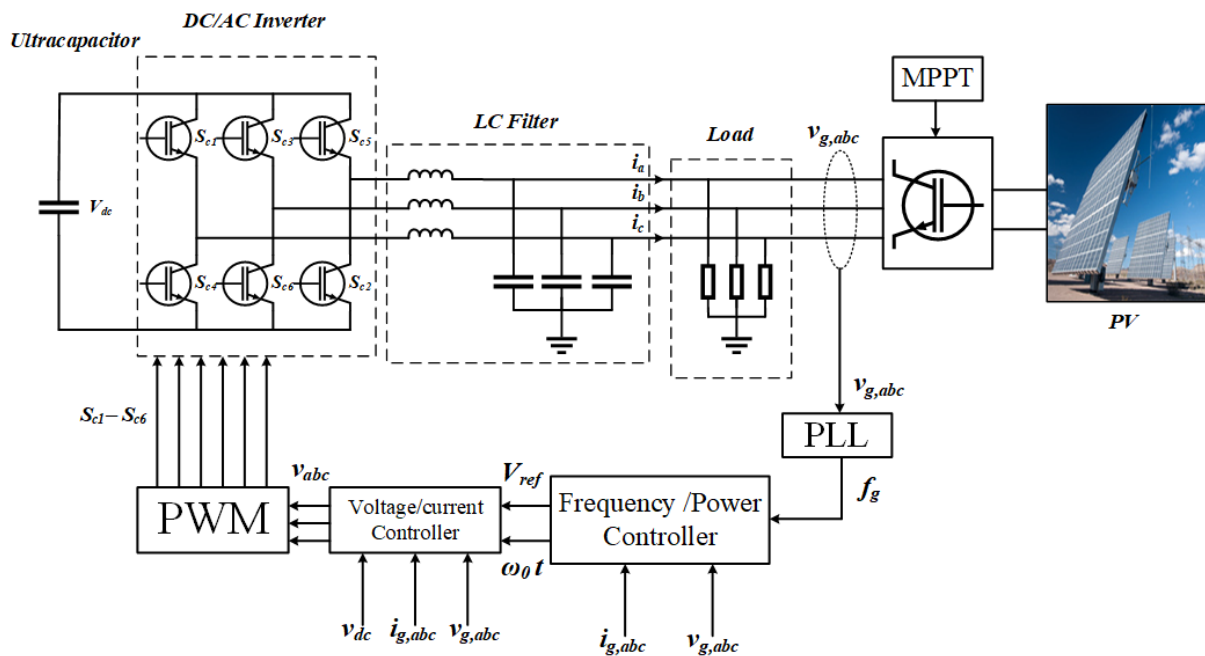 DC/AC Inverter
Ultracapacitor
MPPT
LC Filter
Load
v_g,abc
S_c1
S_c3
S_c5
i_a
i_b
i_c
V_dc
S_c4
S_c6
S_c2
PV
v_g,abc
S_c1 – S_c6
PLL
v_abc
V_ref
f_g
PWM
Voltage/current
Controller
Frequency /Power
Controller
ω_0 t
v_dc
i_g,abc
v_g,abc
i_g,abc
v_g,abc